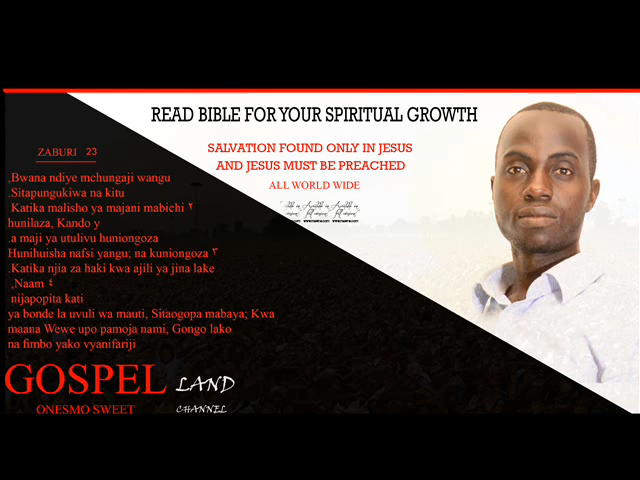 READ BIBLE FOR YOUR SPIRITUAL GROWTH
SALVATION FOUND ONLY IN JESUS
AND JESUS MUST BE PREACHED
ALL WORLD WIDE
ZABURI 23
,Bwana ndiye mchungaji wangu
.Sitapungukiwa na kitu
Katika malisho ya majani mabichi ٢
hunilaza, Kando y
.a maji ya utulivu huniongoza
Hunihuisha nafsi yangu; na kuniongoza ٣
.Katika njia za haki kwa ajili ya jina lake
,Naam ٤
nijapopita kati
ya bonde la uvuli wa mauti, Sitaogopa mabaya; Kwa
maana Wewe upo pamoja nami, Gongo lako
na fimbo yako vyanifariji
GOSPEL LAND
ONESMO SWEET CHANNEL